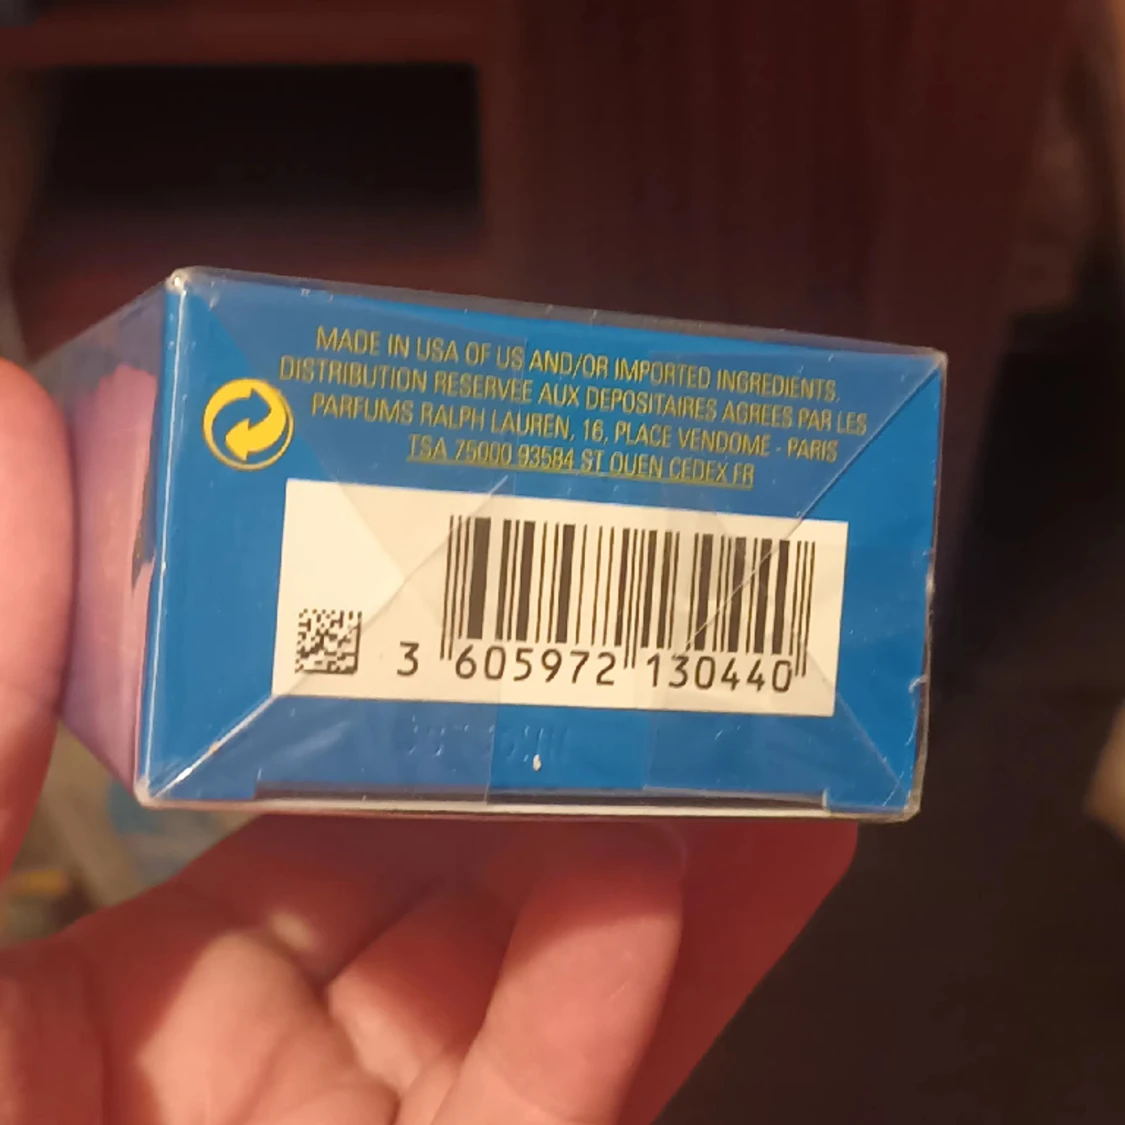 MADE IN USA OF US AND/OR IMPORTED INGREDIENTS.
DISTRIBUTION RESERVÉE AUX DEPOSITAIRES AGREES PAR LES
PARFUMS RALPH LAUREN, 16, PLACE VENDOME - PARIS
TSA 75000 93584 ST OUEN CEDEX FR
3 605972 130440